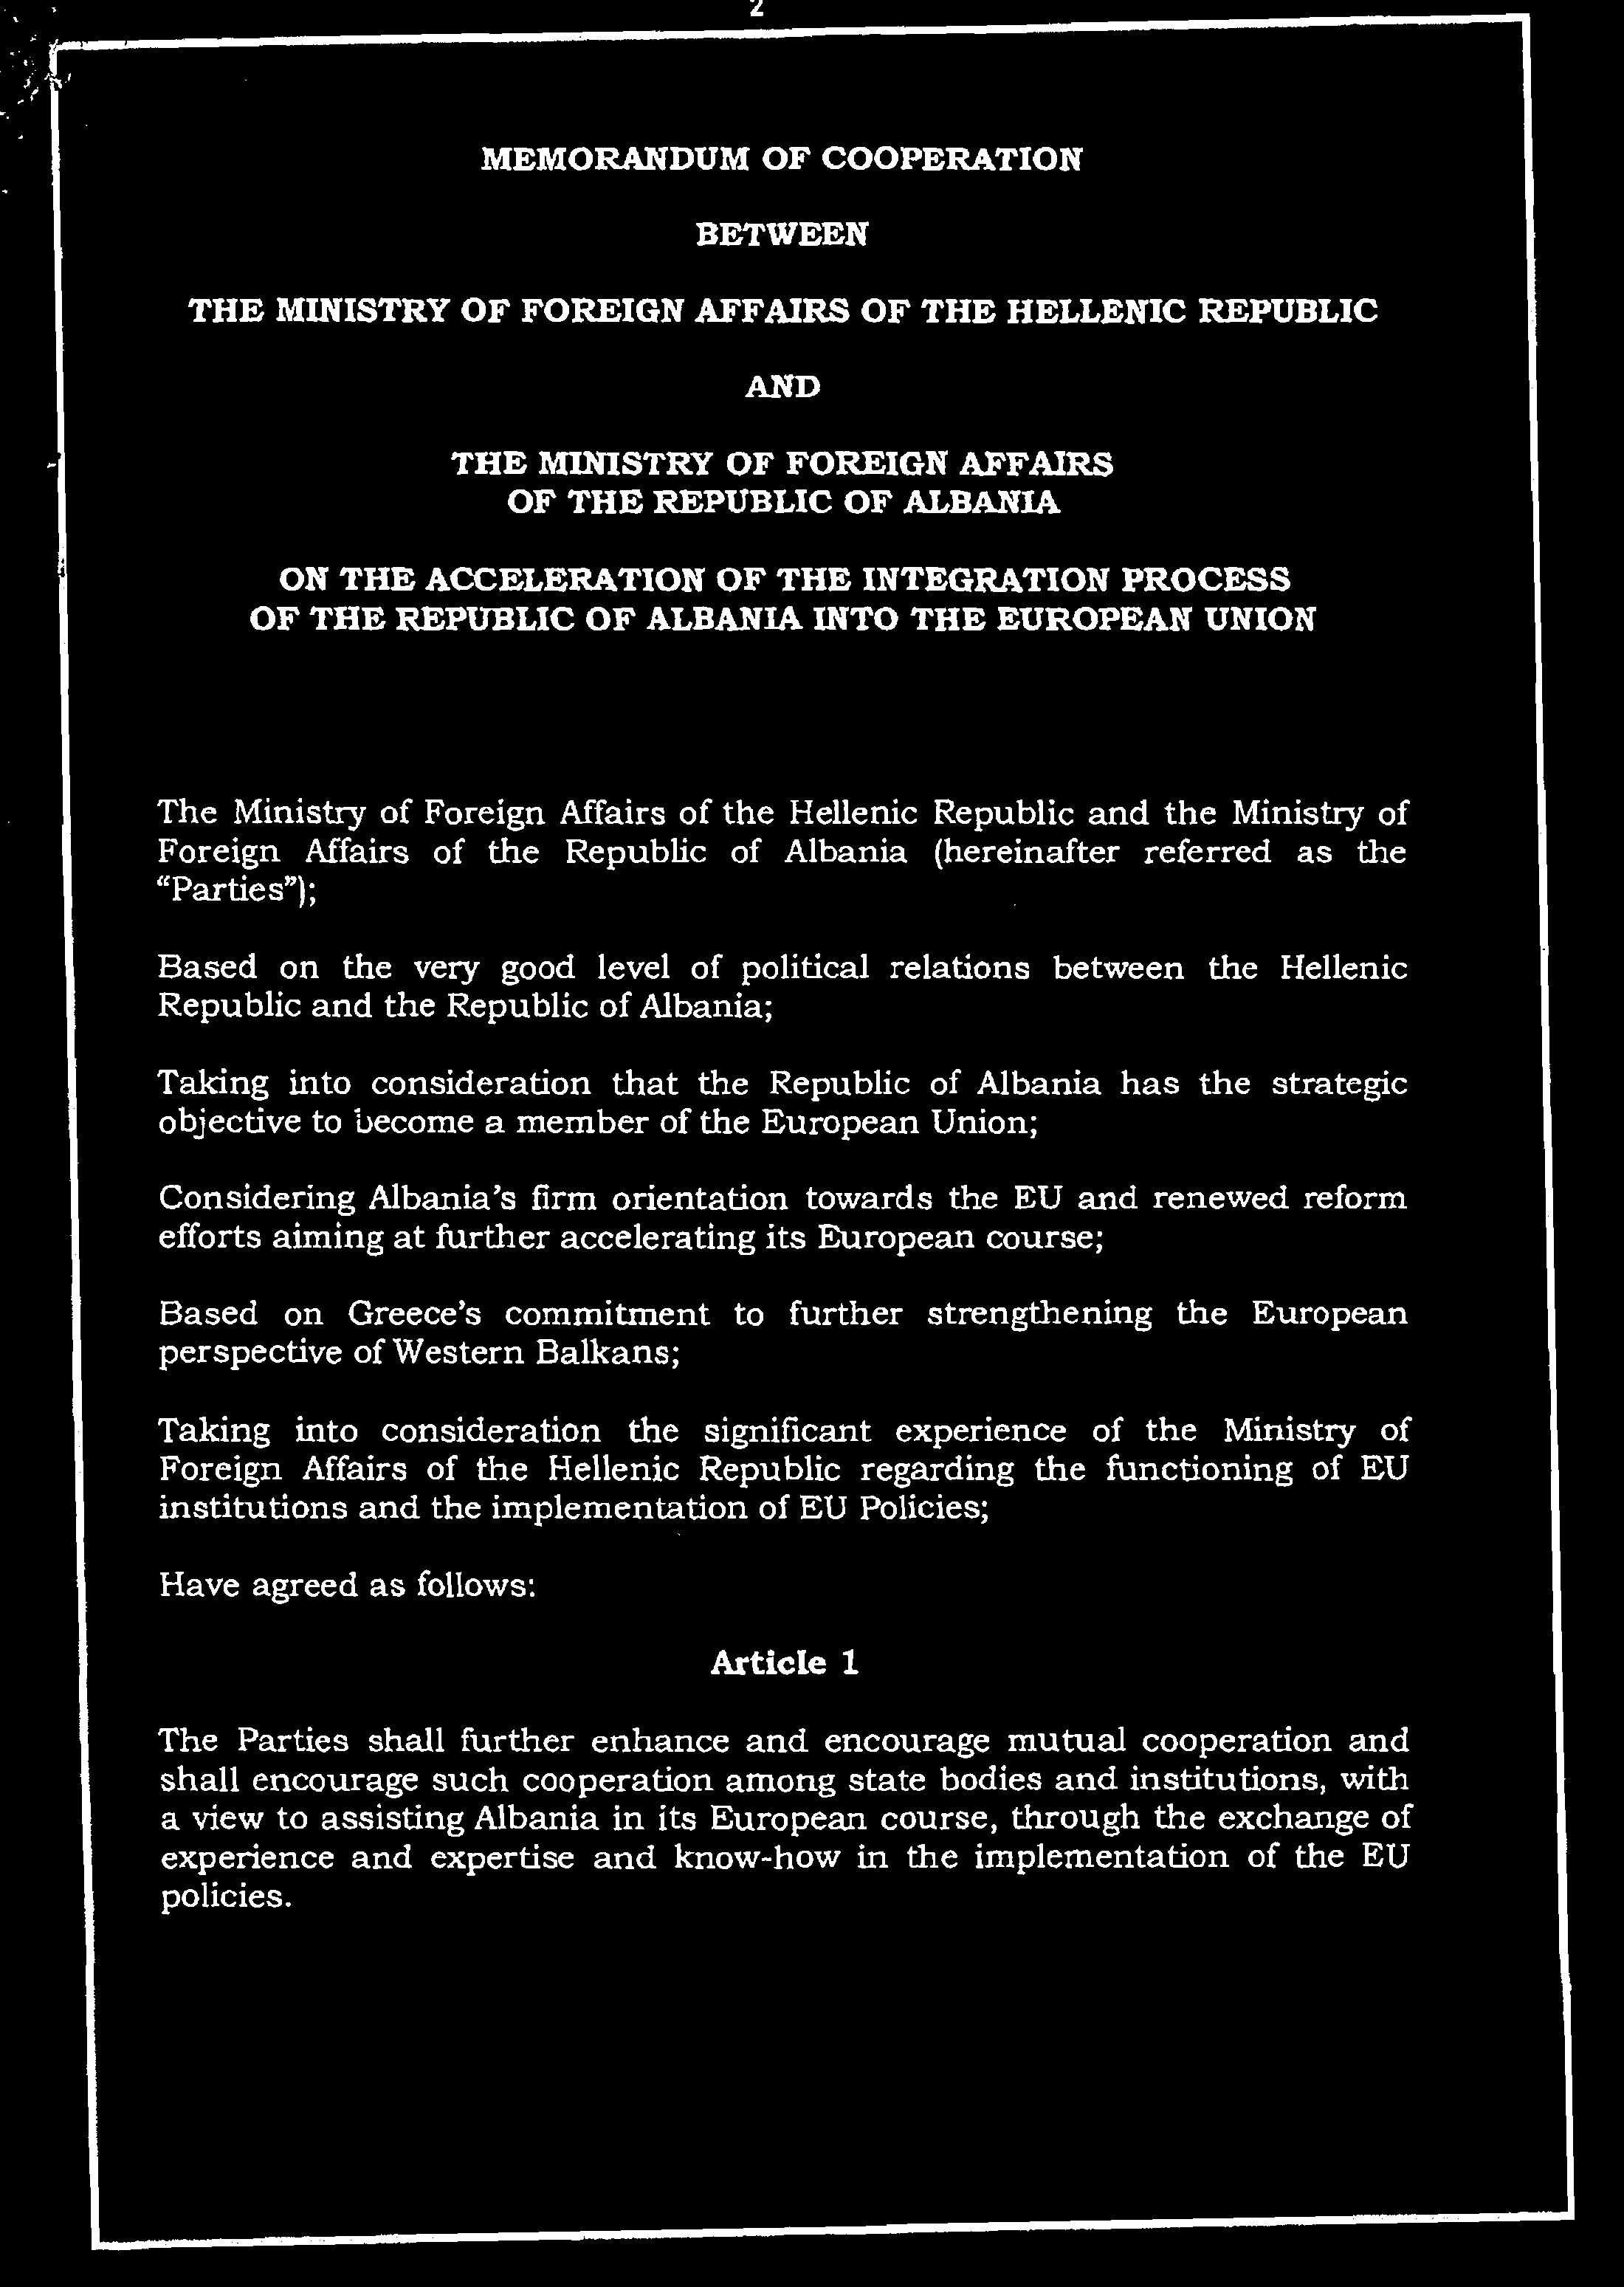 2
MEMORANDUM OF COOPERATION
BETWEEN
THE MINISTRY OF FOREIGN AFFAIRS OF THE HELLENIC REPUBLIC
AND
THE MINISTRY OF FOREIGN AFFAIRS
OF THE REPUBLIC OF ALBANIA
ON THE ACCELERATION OF THE INTEGRATION PROCESS
OF THE REPUBLIC OF ALBANIA INTO THE EUROPEAN UNION
The Ministry of Foreign Affairs of the Hellenic Republic and the Ministry of
Foreign Affairs of the Republic of Albania (hereinafter referred as the
“Parties”);
Based on the very good level of political relations between the Hellenic
Republic and the Republic of Albania;
Taking into consideration that the Republic of Albania has the strategic
objective to become a member of the European Union;
Considering Albania’s firm orientation towards the EU and renewed reform
efforts aiming at further accelerating its European course;
Based on Greece’s commitment to further strengthening the European
perspective of Western Balkans;
Taking into consideration the significant experience of the Ministry of
Foreign Affairs of the Hellenic Republic regarding the functioning of EU
institutions and the implementation of EU Policies;
Have agreed as follows:
Article 1
The Parties shall further enhance and encourage mutual cooperation and
shall encourage such cooperation among state bodies and institutions, with
a view to assisting Albania in its European course, through the exchange of
experience and expertise and know-how in the implementation of the EU
policies.